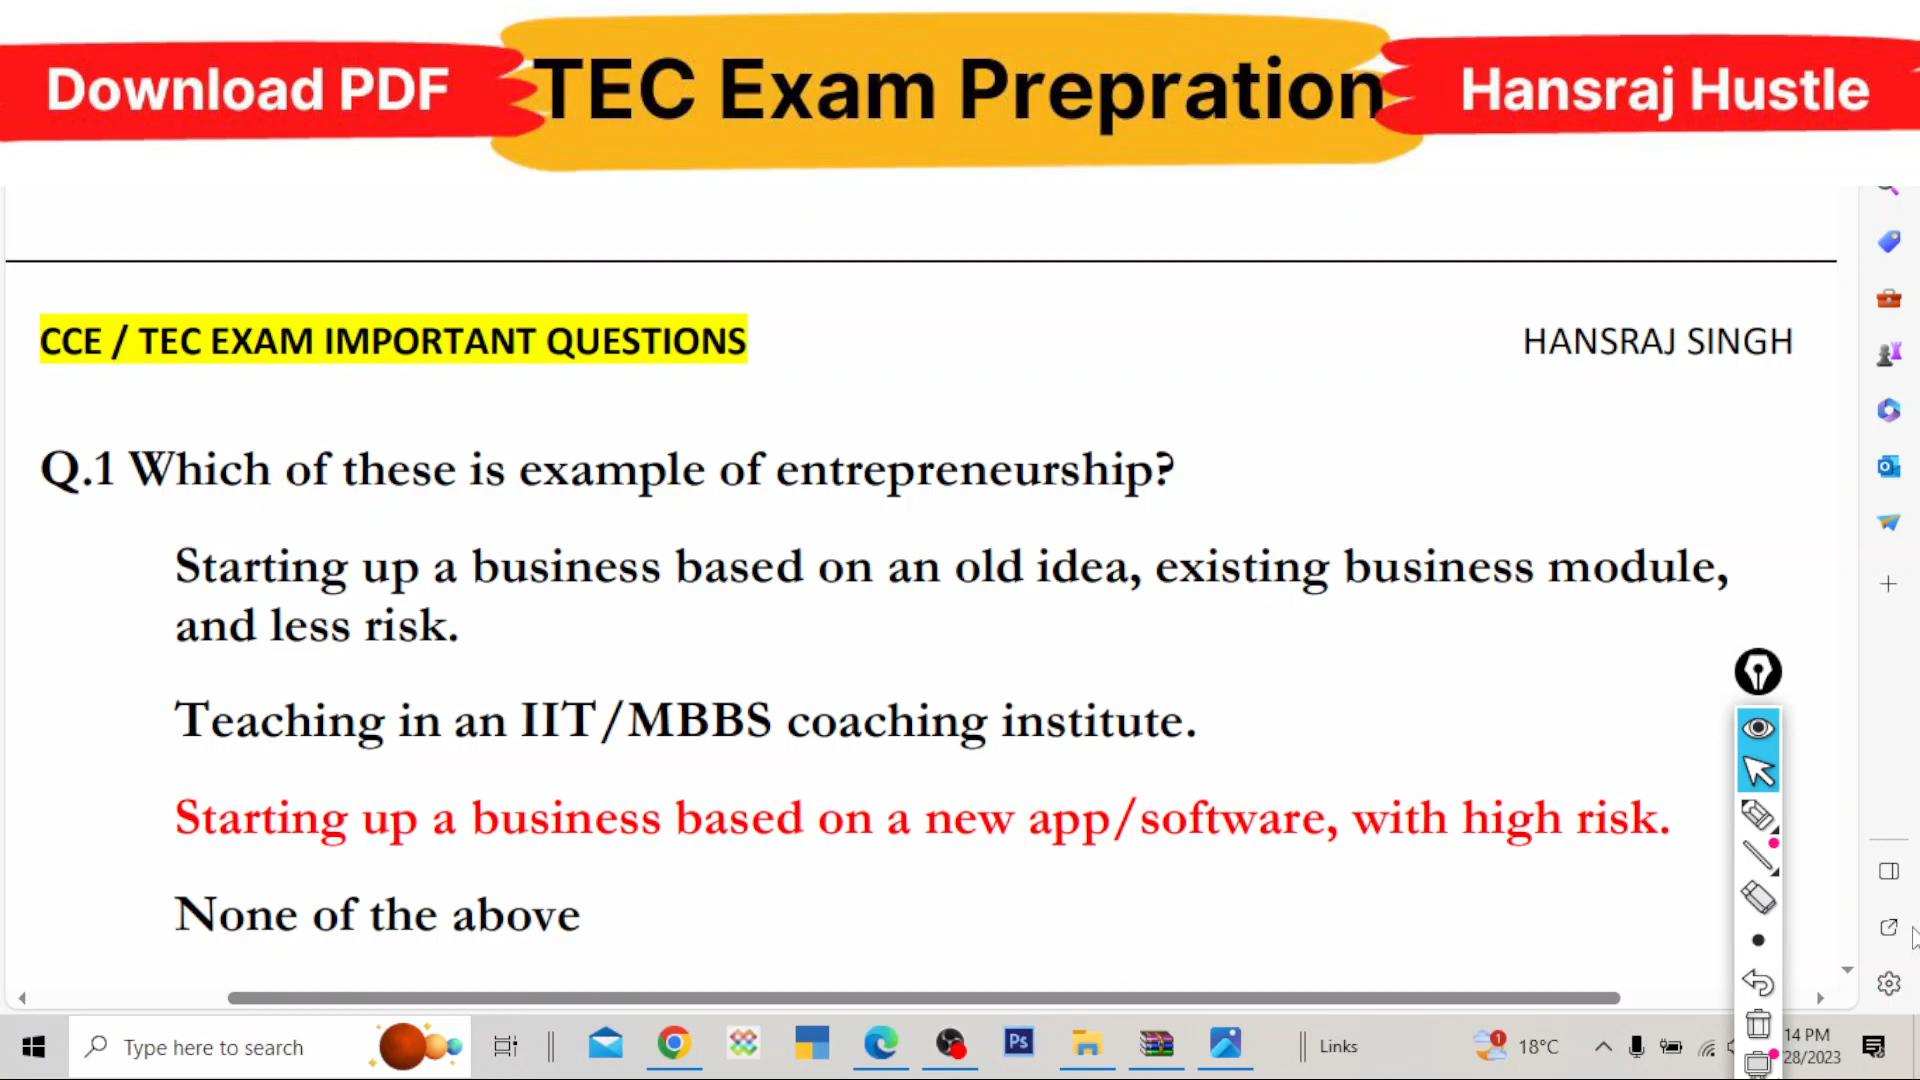 Download PDF
TEC Exam Prepration
Hansraj Hustle
CCE / TEC EXAM IMPORTANT QUESTIONS
HANSRAJ SINGH
Q.1 Which of these is example of entrepreneurship?
Starting up a business based on an old idea, existing business module,
and less risk.
Teaching in an IIT/MBBS coaching institute.
Starting up a business based on a new app/software, with high risk.
None of the above
Type here to search
Ps
Links
1
18°C
14 PM
28/2023